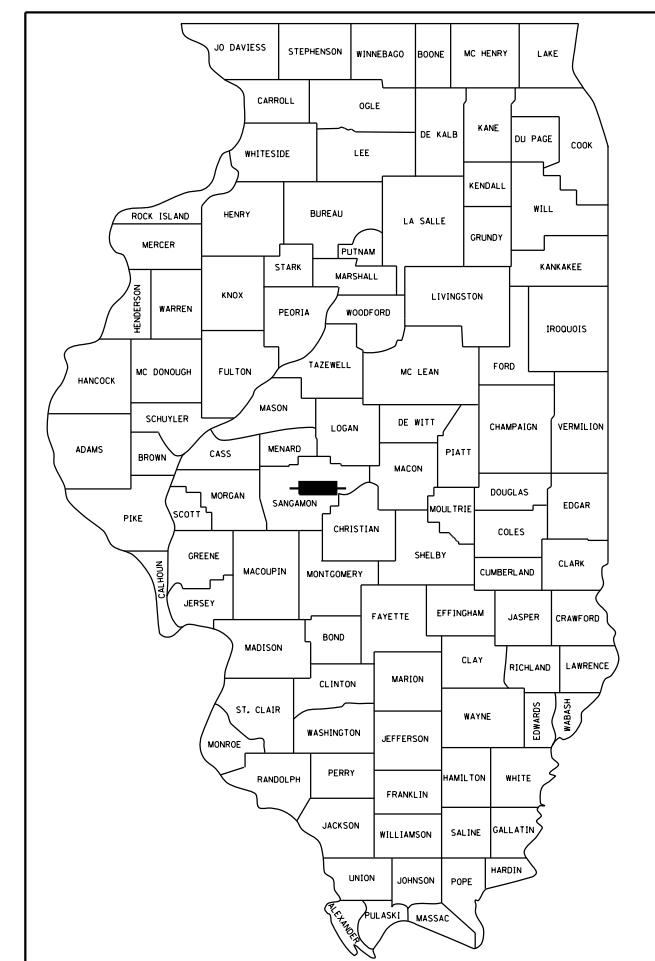 JO DAVIESS
STEPHENSON
WINNEBAGO
BOONE
MC HENRY
LAKE
CARROLL
OGLE
DE KALB
KANE
DU PAGE
COOK
WHITESIDE
LEE
KENDALL
WILL
ROCK ISLAND
HENRY
BUREAU
LA SALLE
GRUNDY
MERCER
PUTNAM
STARK
MARSHALL
KANKAKEE
HENDERSON
WARREN
KNOX
PEORIA
WOODFORD
LIVINGSTON
IROQUOIS
HANCOCK
MC DONOUGH
FULTON
TAZEWELL
MC LEAN
FORD
MASON
SCHUYLER
LOGAN
DE WITT
CHAMPAIGN
VERMILION
ADAMS
BROWN
CASS
MENARD
MACON
PIATT
MORGAN
SANGAMON
DOUGLAS
EDGAR
PIKE
SCOTT
CHRISTIAN
MOULTRIE
COLES
GREENE
MACOUPIN
MONTGOMERY
SHELBY
CUMBERLAND
CLARK
CALHOUN
JERSEY
FAYETTE
EFFINGHAM
JASPER
CRAWFORD
MADISON
BOND
CLAY
RICHLAND
LAWRENCE
CLINTON
MARION
ST. CLAIR
WAYNE
EDWARDS
WABASH
MONROE
WASHINGTON
JEFFERSON
RANDOLPH
PERRY
HAMILTON
WHITE
FRANKLIN
JACKSON
WILLIAMSON
SALINE
GALLATIN
UNION
JOHNSON
POPE
HARDIN
ALEXANDER
PULASKI
MASSAC